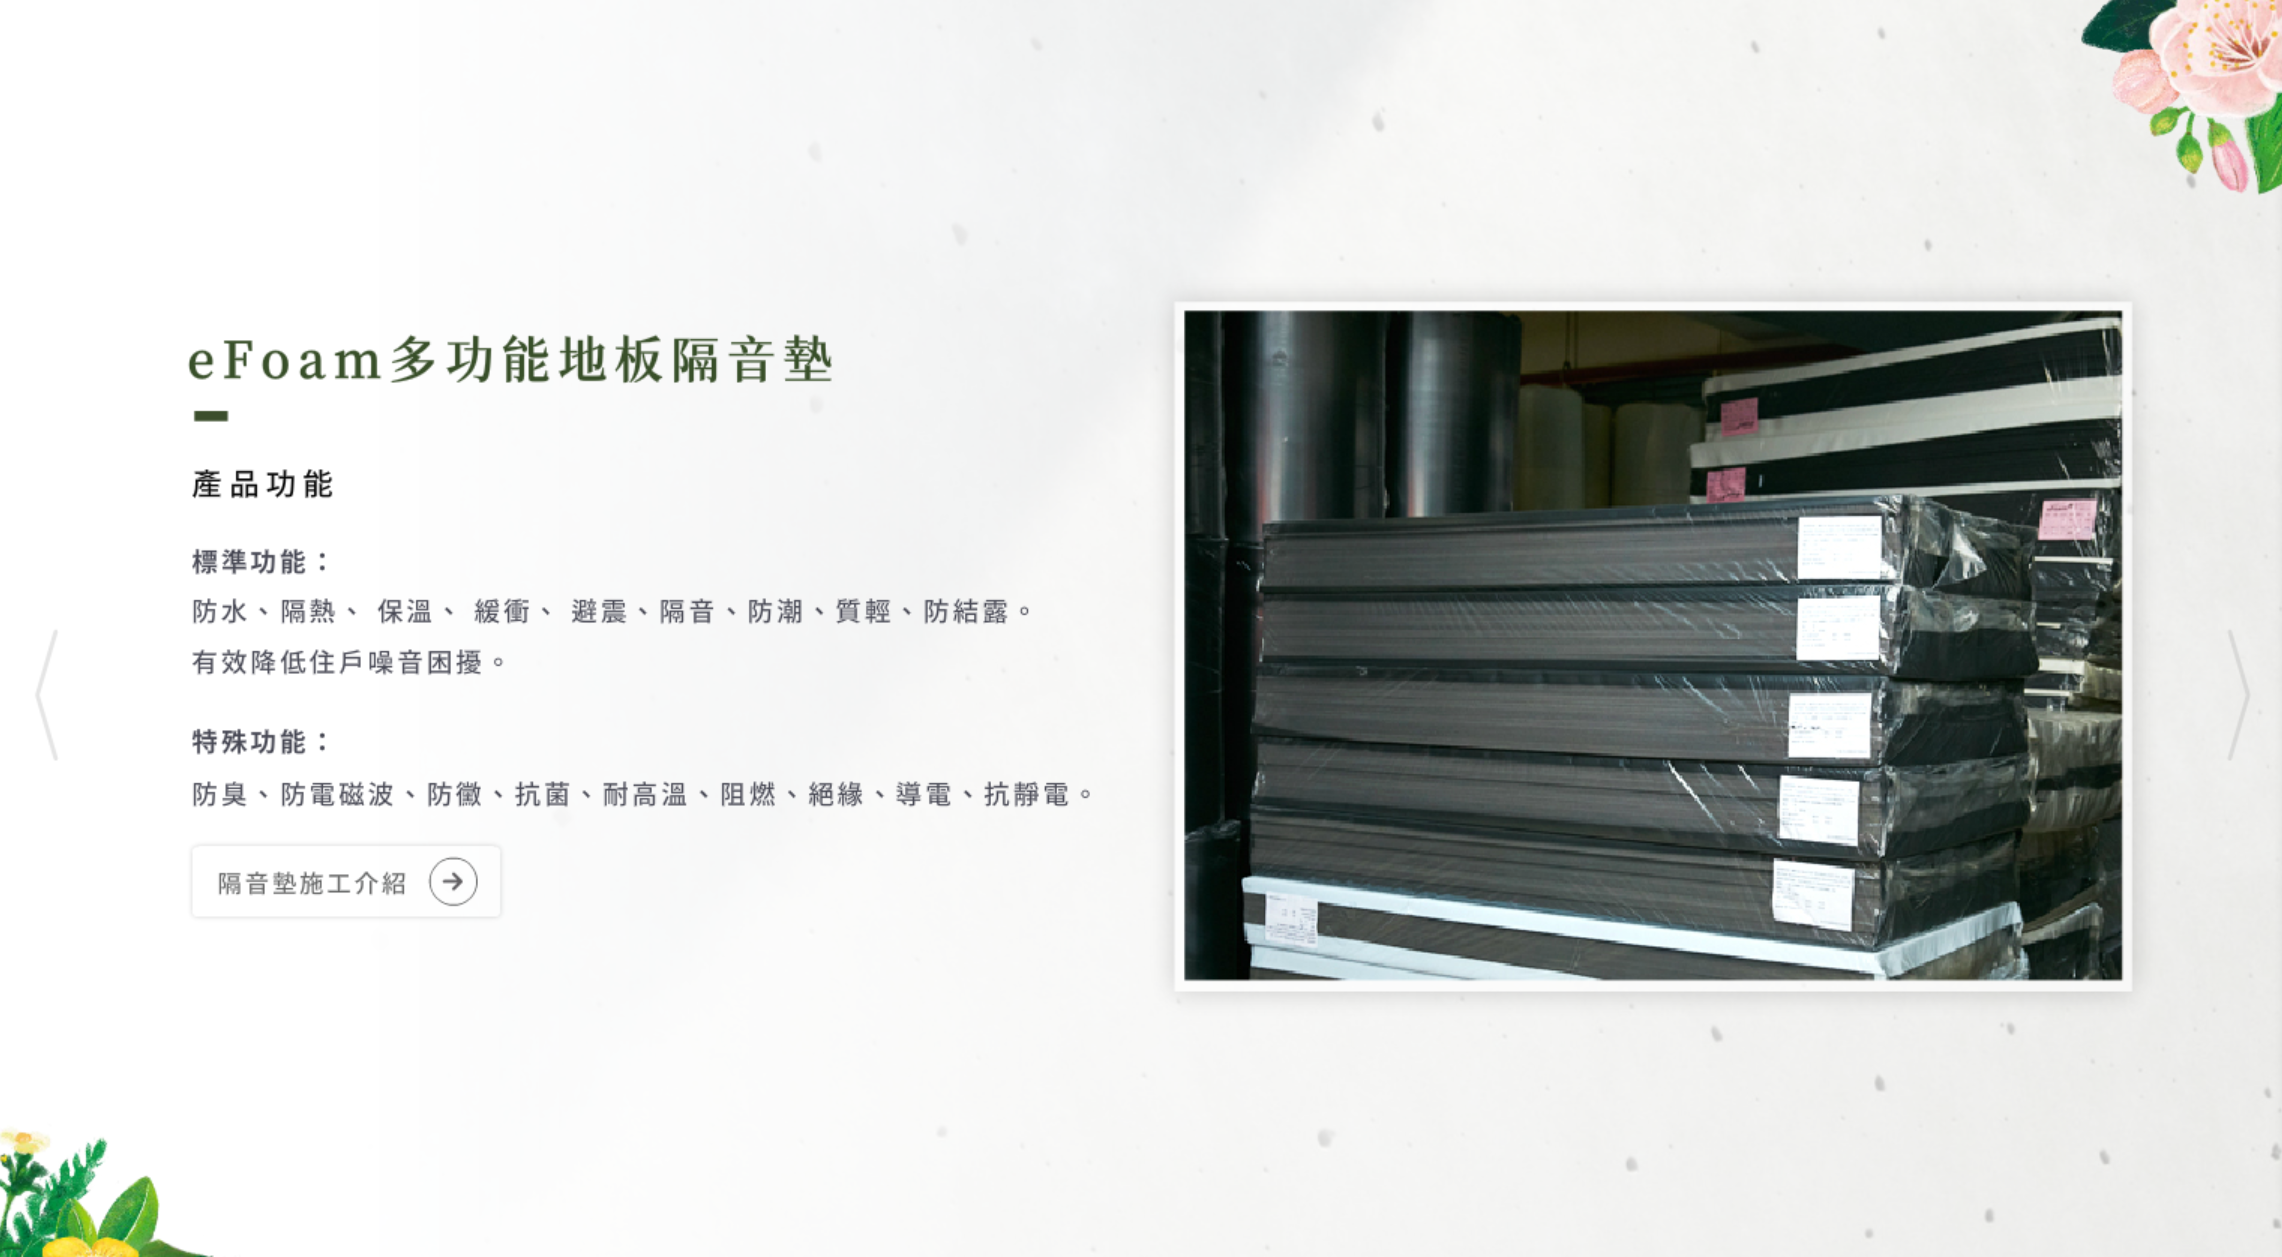 eFoam多功能地板隔音墊
產品功能
標準功能：
防水、隔熱、 保溫、 緩衝、 避震、隔音、防潮、質輕、防結露。
有效降低住戶噪音困擾。
特殊功能：
防臭、防電磁波、防黴、抗菌、耐高溫、阻燃、絕緣、導電、抗靜電。
隔音墊施工介紹